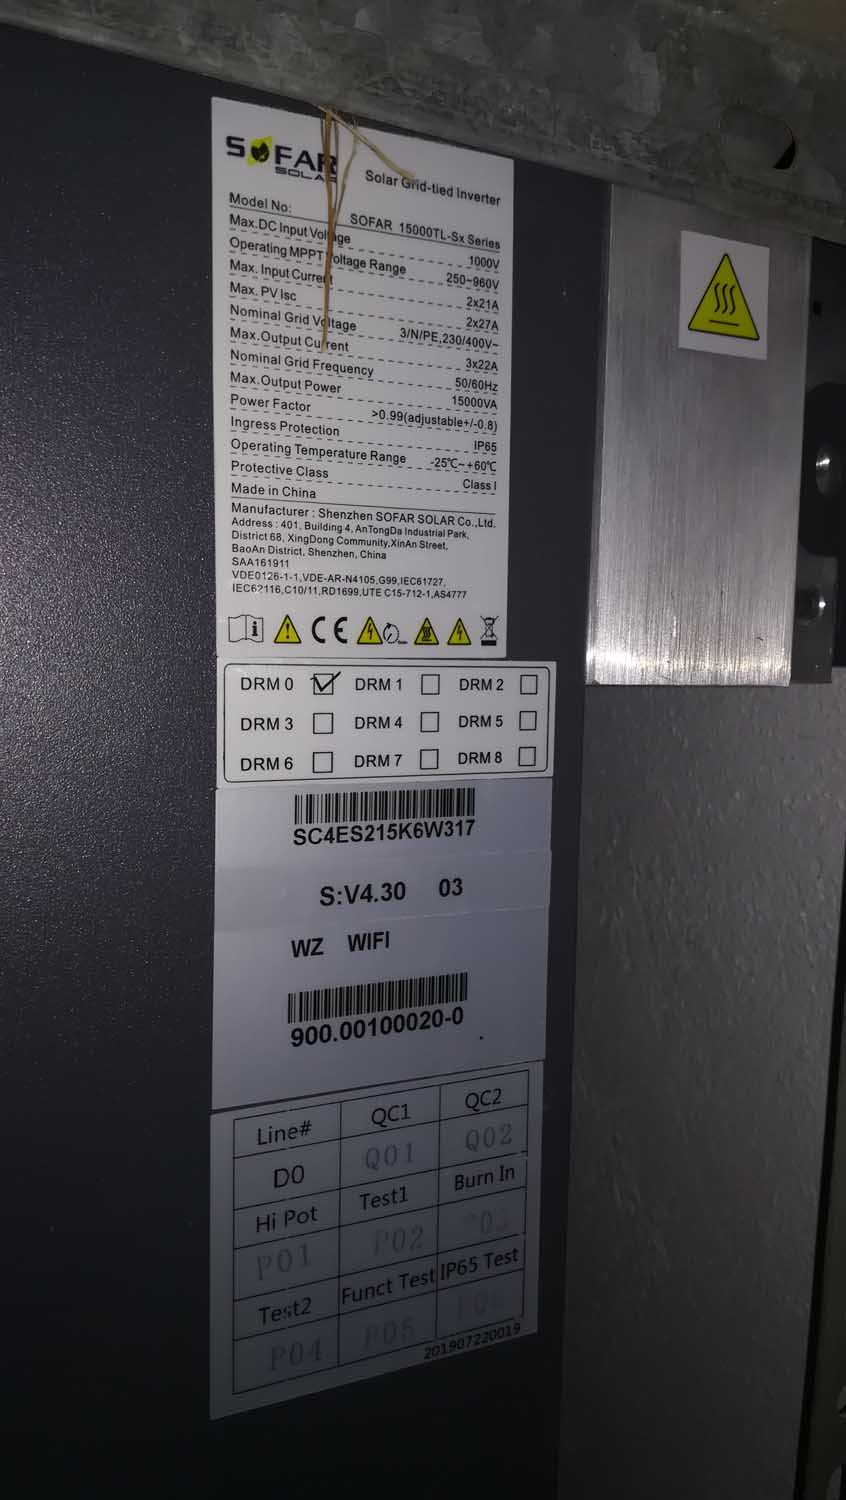 SOFAR
SOLAR
Solar Grid-tied Inverter
Model No: SOFAR 15000TL-Sx Series
Max.DC Input Voltage 1000V
Operating MPPT Voltage Range 250~960V
Max. Input Current 2x21A
Max. PV Isc 2x27A
Nominal Grid Voltage 3/N/PE,230/400V~
Max.Output Current 3x22A
Nominal Grid Frequency 50/60Hz
Max.Output Power 15000VA
Power Factor >0.99(adjustable+/-0.8)
Ingress Protection IP65
Operating Temperature Range -25℃~+60℃
Protective Class Class I
Made in China
Manufacturer : Shenzhen SOFAR SOLAR Co.,Ltd.
Address : 401, Building 4, AnTongDa Industrial Park,
District 68, XingDong Community,XinAn Street,
BaoAn District, Shenzhen, China
SAA161911
VDE0126-1-1,VDE-AR-N4105,G99,IEC61727,
IEC62116,C10/11,RD1699,UTE C15-712-1,AS4777
CE
DRM 0 DRM 1 DRM 2
DRM 3 DRM 4 DRM 5
DRM 6 DRM 7 DRM 8
SC4ES215K6W317
S:V4.30 03
WZ WIFI
900.00100020-0
Line# QC1 QC2
D0 Q01 Q02
Hi Pot Test1 Burn In
P01 P02
Test2 Funct Test IP65 Test
P04 P05
201907220019